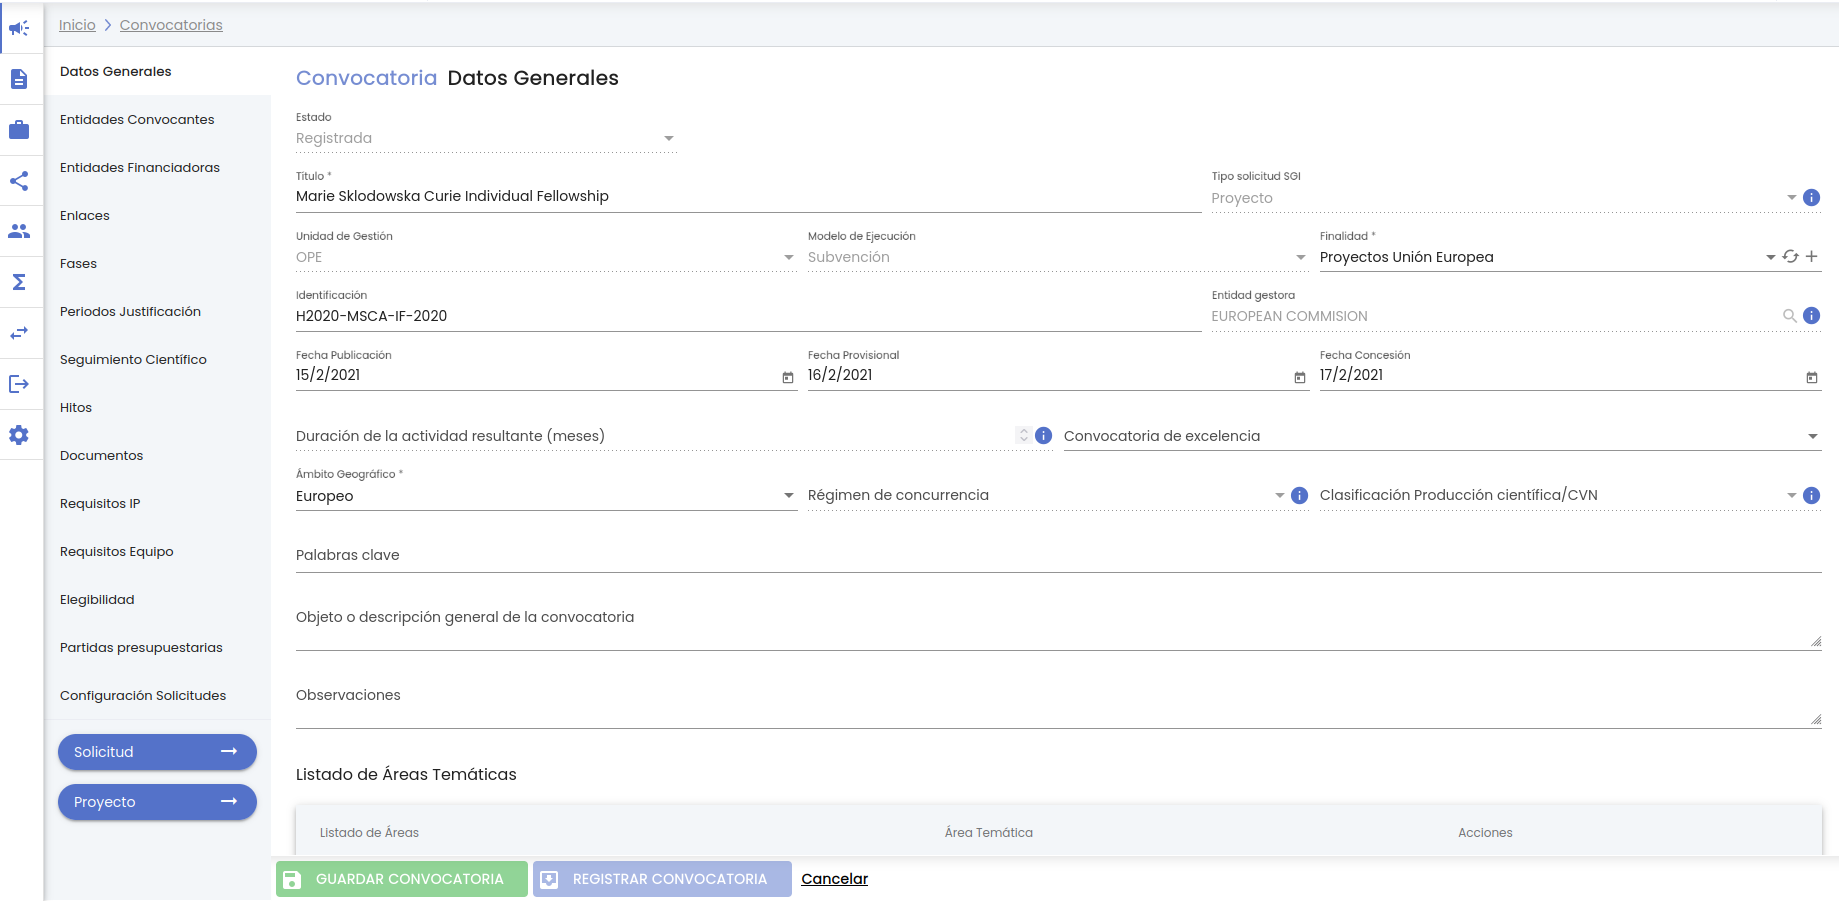 Inicio > Convocatorias
Datos Generales
Entidades Convocantes
Entidades Financiadoras
Enlaces
Fases
Periodos Justificación
Seguimiento Científico
Hitos
Documentos
Requisitos IP
Requisitos Equipo
Elegibilidad
Partidas presupuestarias
Configuración Solicitudes
Solicitud
Proyecto
Convocatoria Datos Generales
Estado
Registrada
Título *
Marie Sklodowska Curie Individual Fellowship
Tipo solicitud SGI
Proyecto
Unidad de Gestión
OPE
Modelo de Ejecución
Subvención
Finalidad *
Proyectos Unión Europea
Identificación
H2020-MSCA-IF-2020
Entidad gestora
EUROPEAN COMMISION
Fecha Publicación
15/2/2021
Fecha Provisional
16/2/2021
Fecha Concesión
17/2/2021
Duración de la actividad resultante (meses)
Convocatoria de excelencia
Ámbito Geográfico *
Europeo
Régimen de concurrencia
Clasificación Producción científica/CVN
Palabras clave
Objeto o descripción general de la convocatoria
Observaciones
Listado de Áreas Temáticas
Listado de Áreas Área Temática Acciones
GUARDAR CONVOCATORIA REGISTRAR CONVOCATORIA Cancelar